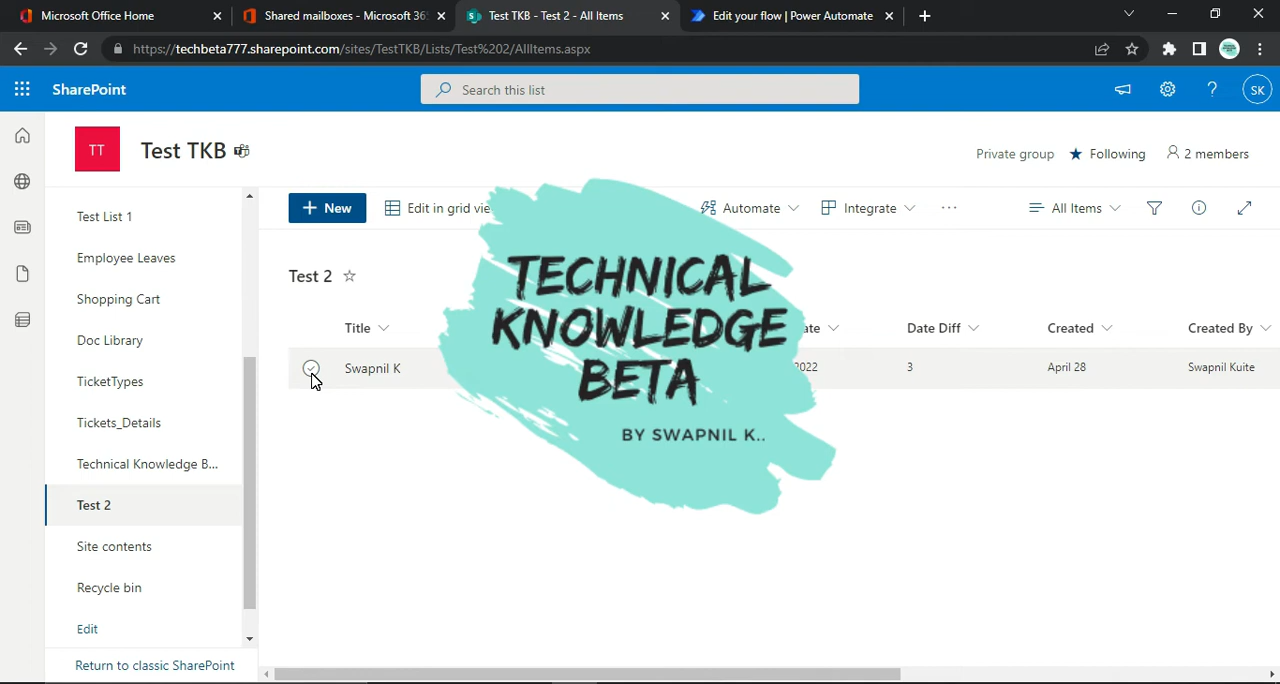 Microsoft Office Home
Shared mailboxes - Microsoft 36
Test TKB - Test 2 - All Items
Edit your flow | Power Automate
https://techbeta777.sharepoint.com/sites/TestTKB/Lists/Test%202/AllItems.aspx
SharePoint
Search this list
SK
TT
Test TKB
Private group
Following
2 members
Test List 1
Employee Leaves
Shopping Cart
Doc Library
TicketTypes
Tickets_Details
Technical Knowledge B...
Test 2
Site contents
Recycle bin
Edit
Return to classic SharePoint
+ New
Edit in grid vie
Automate
Integrate
...
All Items
Test 2
Title
ate
Date Diff
Created
Created By
Swapnil K
2022
3
April 28
Swapnil Kuite
TECHNICAL
KNOWLEDGE
BETA
BY SWAPNIL K..